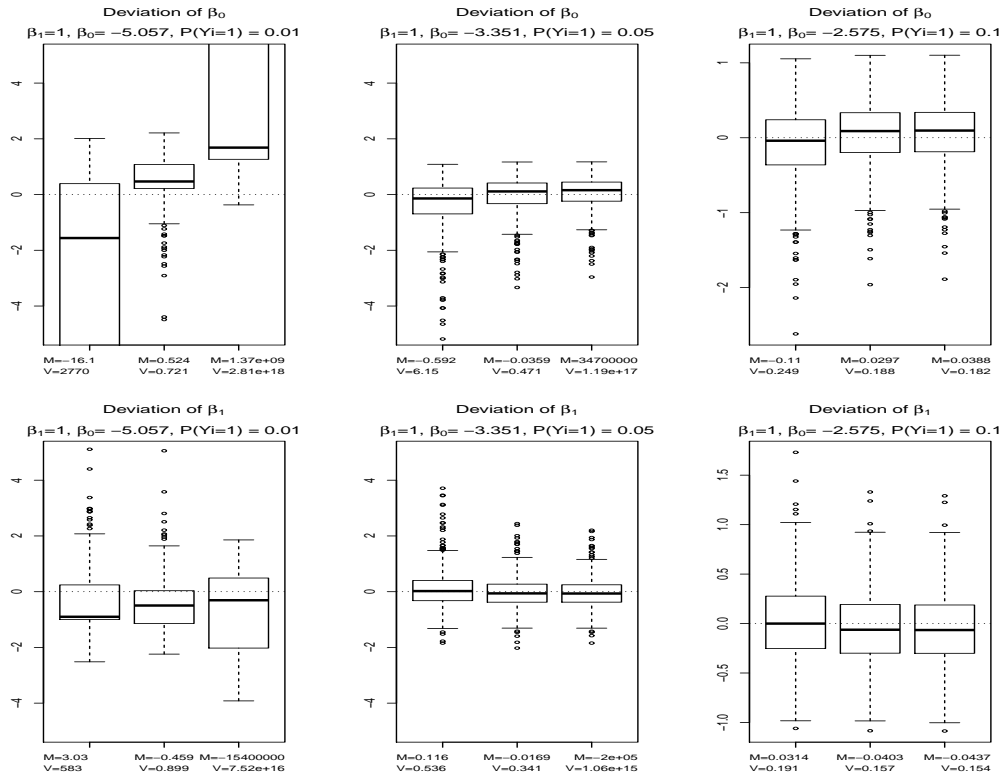 Deviation of β₀
β₁=1, β₀= −5.057, P(Yi=1) = 0.01
4
2
0
−2
−4
M=−16.1 M=0.524 M=1.37e+09
V=2770 V=0.721 V=2.81e+18
Deviation of β₀
β₁=1, β₀= −3.351, P(Yi=1) = 0.05
4
2
0
−2
−4
M=−0.592 M=−0.0359 M=34700000
V=6.15 V=0.471 V=1.19e+17
Deviation of β₀
β₁=1, β₀= −2.575, P(Yi=1) = 0.1
1
0
−1
−2
M=−0.11 M=0.0297 M=0.0388
V=0.249 V=0.188 V=0.182
Deviation of β₁
β₁=1, β₀= −5.057, P(Yi=1) = 0.01
4
2
0
−2
−4
M=3.03 M=−0.459 M=−15400000
V=583 V=0.899 V=7.52e+16
Deviation of β₁
β₁=1, β₀= −3.351, P(Yi=1) = 0.05
4
2
0
−2
−4
M=0.116 M=−0.0169 M=−2e+05
V=0.536 V=0.341 V=1.06e+15
Deviation of β₁
β₁=1, β₀= −2.575, P(Yi=1) = 0.1
1.5
1.0
0.5
0.0
−0.5
−1.0
M=0.0314 M=−0.0403 M=−0.0437
V=0.191 V=0.157 V=0.154